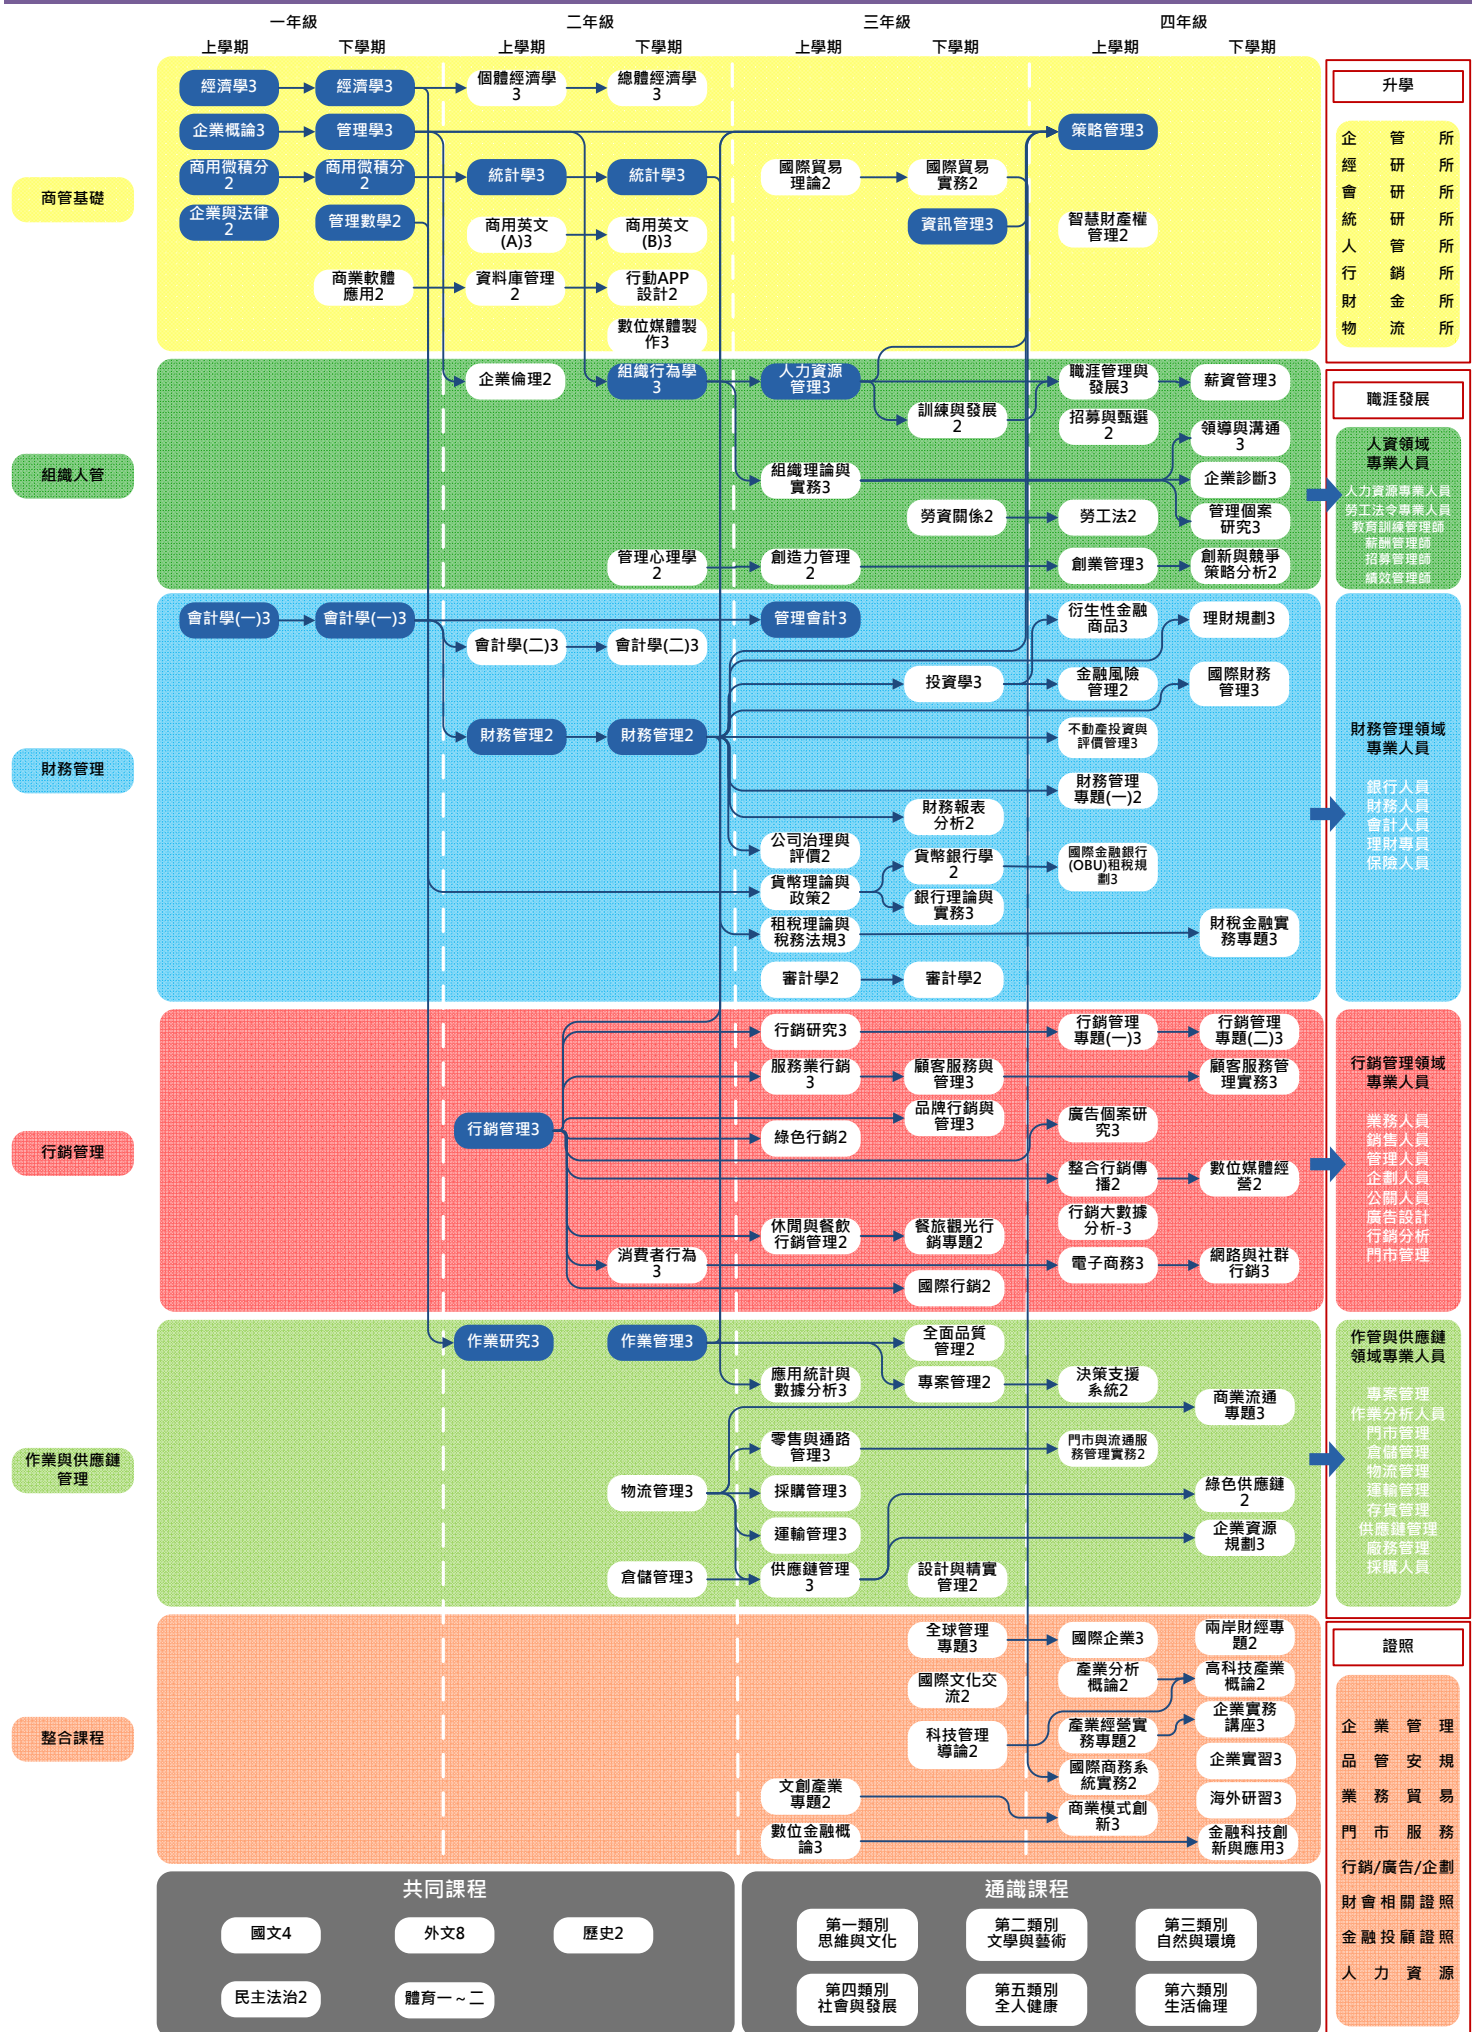 一年級
二年級
三年級
四年級
上學期
下學期
上學期
下學期
上學期
下學期
上學期
下學期
商管基礎
經濟學3
經濟學3
個體經濟學
3
總體經濟學
3
企業概論3
管理學3
策略管理3
商用微積分
2
商用微積分
2
統計學3
統計學3
國際貿易
理論2
國際貿易
實務2
企業與法律
2
管理數學2
商用英文
(A)3
商用英文
(B)3
資訊管理3
智慧財產權
管理2
商業軟體
應用2
資料庫管理
2
行動APP
設計2
數位媒體製
作3
組織人管
企業倫理2
組織行為學
3
人力資源
管理3
職涯管理與
發展3
薪資管理3
訓練與發展
2
招募與甄選
2
領導與溝通
3
組織理論與
實務3
企業診斷3
勞資關係2
勞工法2
管理個案
研究3
管理心理學
2
創造力管理
2
創業管理3
創新與競爭
策略分析2
財務管理
會計學(一)3
會計學(一)3
管理會計3
衍生性金融
商品3
理財規劃3
會計學(二)3
會計學(二)3
投資學3
金融風險
管理2
國際財務
管理3
財務管理2
財務管理2
不動產投資與
評價管理3
財務管理
專題(一)2
財務報表
分析2
公司治理與
評價2
貨幣銀行學
2
國際金融銀行
(OBU)租稅規
劃3
貨幣理論與
政策2
銀行理論與
實務3
租稅理論與
稅務法規3
財稅金融實
務專題3
審計學2
審計學2
行銷管理
行銷研究3
行銷管理
專題(一)3
行銷管理
專題(二)3
服務業行銷
3
顧客服務與
管理3
顧客服務管
理實務3
行銷管理3
品牌行銷與
管理3
廣告個案研
究3
綠色行銷2
整合行銷傳
播2
數位媒體經
營2
行銷大數據
分析-3
休閒與餐飲
行銷管理2
餐旅觀光行
銷專題2
消費者行為
3
電子商務3
網路與社群
行銷3
國際行銷2
作業與供應鏈
管理
作業研究3
作業管理3
全面品質
管理2
應用統計與
數據分析3
專案管理2
決策支援
系統2
商業流通
專題3
零售與通路
管理3
門市與流通服
務管理實務2
物流管理3
採購管理3
綠色供應鏈
2
運輸管理3
企業資源
規劃3
倉儲管理3
供應鏈管理
3
設計與精實
管理2
整合課程
全球管理
專題3
國際企業3
兩岸財經專
題2
國際文化交
流2
產業分析
概論2
高科技產業
概論2
科技管理
導論2
產業經營實
務專題2
企業實務
講座3
企業實習3
國際商務系
統實務2
文創產業
專題2
海外研習3
商業模式創
新3
數位金融概
論3
金融科技創
新與應用3
共同課程
國文4
外文8
歷史2
民主法治2
體育一～二
通識課程
第一類別
思維與文化
第二類別
文學與藝術
第三類別
自然與環境
第四類別
社會與發展
第五類別
全人健康
第六類別
生活倫理
升學
企管所
經研所
會研所
統研所
人管所
行銷所
財金所
物流所
職涯發展
人資領域
專業人員
人力資源專業人員
勞工法令專業人員
教育訓練管理師
薪酬管理師
招募管理師
績效管理師
財務管理領域
專業人員
銀行人員
財務人員
會計人員
理財專員
保險人員
行銷管理領域
專業人員
業務人員
銷售人員
管理人員
企劃人員
公關人員
廣告設計
行銷分析
門市管理
作管與供應鏈
領域專業人員
專案管理
作業分析人員
門市管理
倉儲管理
物流管理
運輸管理
存貨管理
供應鏈管理
廠務管理
採購人員
證照
企業管理
品管安規
業務貿易
門市服務
行銷/廣告/企劃
財會相關證照
金融投顧證照
人力資源